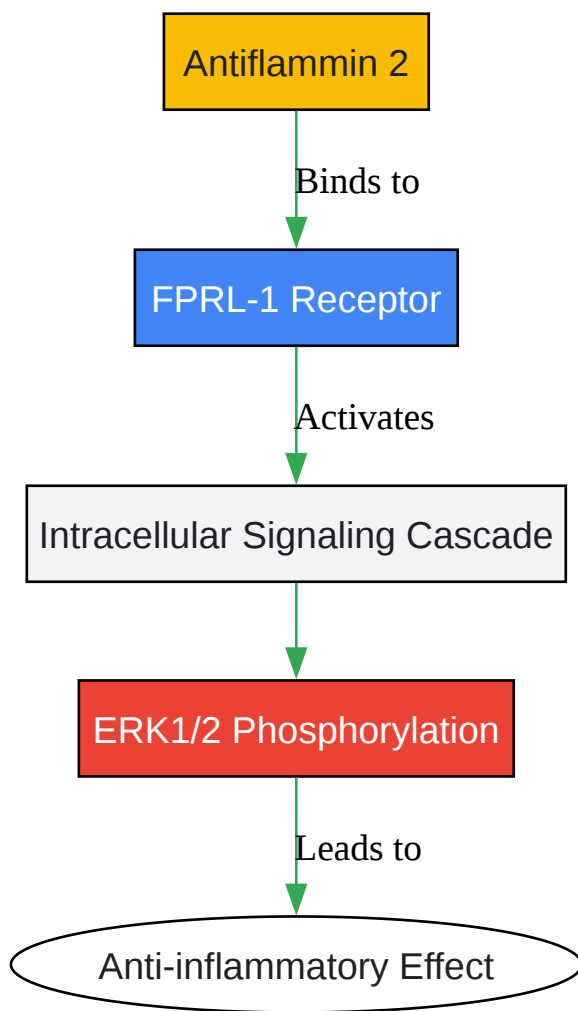 Antiflammin 2
Binds to
FPRL-1 Receptor
Activates
Intracellular Signaling Cascade
ERK1/2 Phosphorylation
Leads to
Anti-inflammatory Effect